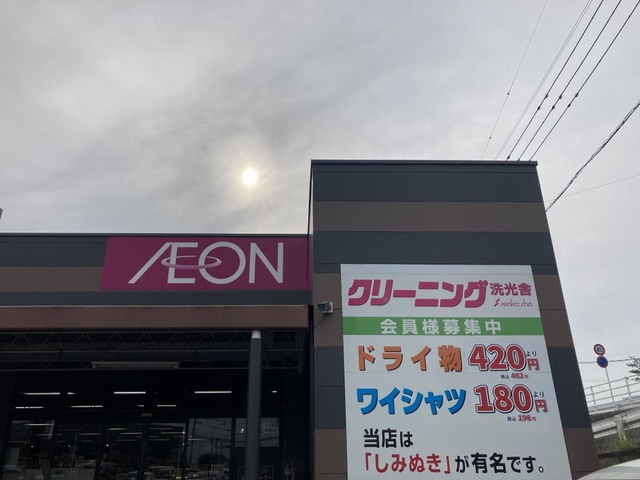 ÆON
クリーニング 洗光舎
senkosha
会員様募集中
ドライ物 420円より
税込 462円
ワイシャツ 180円より
税込 198円
当店は
「しみぬき」が有名です。